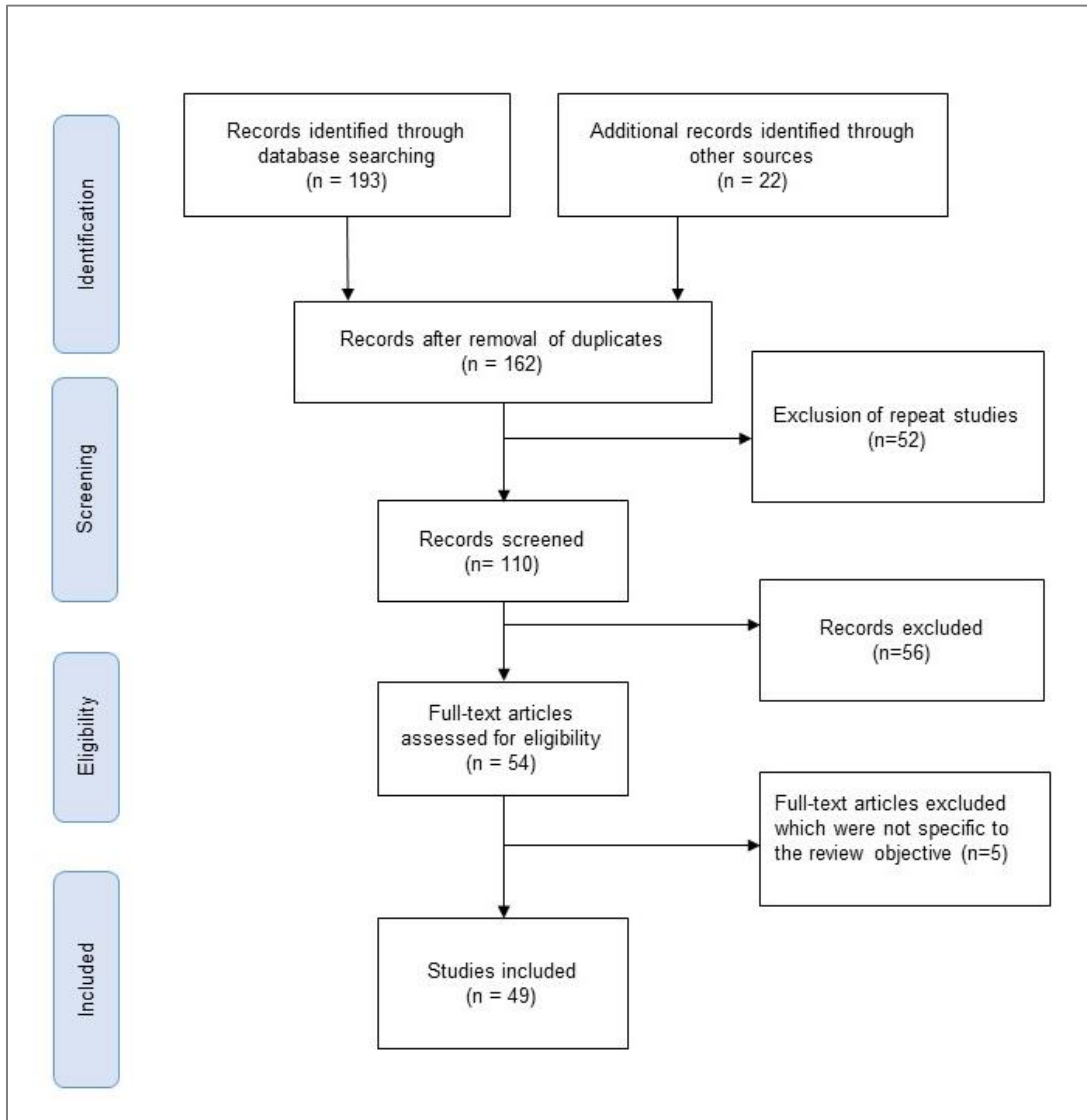 Identification
Records identified through
database searching
(n = 193)
Additional records identified through
other sources
(n = 22)
Records after removal of duplicates
(n = 162)
Screening
Exclusion of repeat studies
(n=52)
Records screened
(n= 110)
Records excluded
(n=56)
Eligibility
Full-text articles
assessed for eligibility
(n = 54)
Full-text articles excluded
which were not specific to
the review objective (n=5)
Included
Studies included
(n = 49)